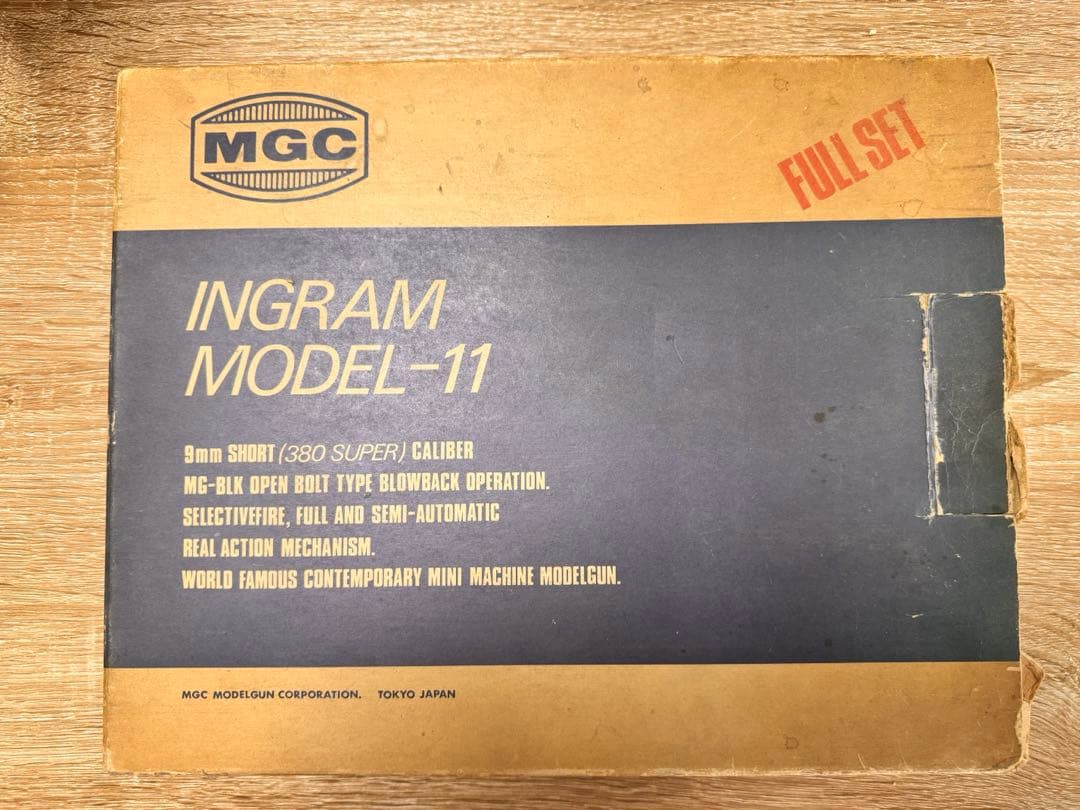 MGC
FULL SET
INGRAM
MODEL-11
9mm SHORT (380 SUPER) CALIBER
MG-BLK OPEN BOLT TYPE BLOWBACK OPERATION.
SELECTIVEFIRE, FULL AND SEMI-AUTOMATIC
REAL ACTION MECHANISM.
WORLD FAMOUS CONTEMPORARY MINI MACHINE MODELGUN.
MGC MODELGUN CORPORATION. TOKYO JAPAN